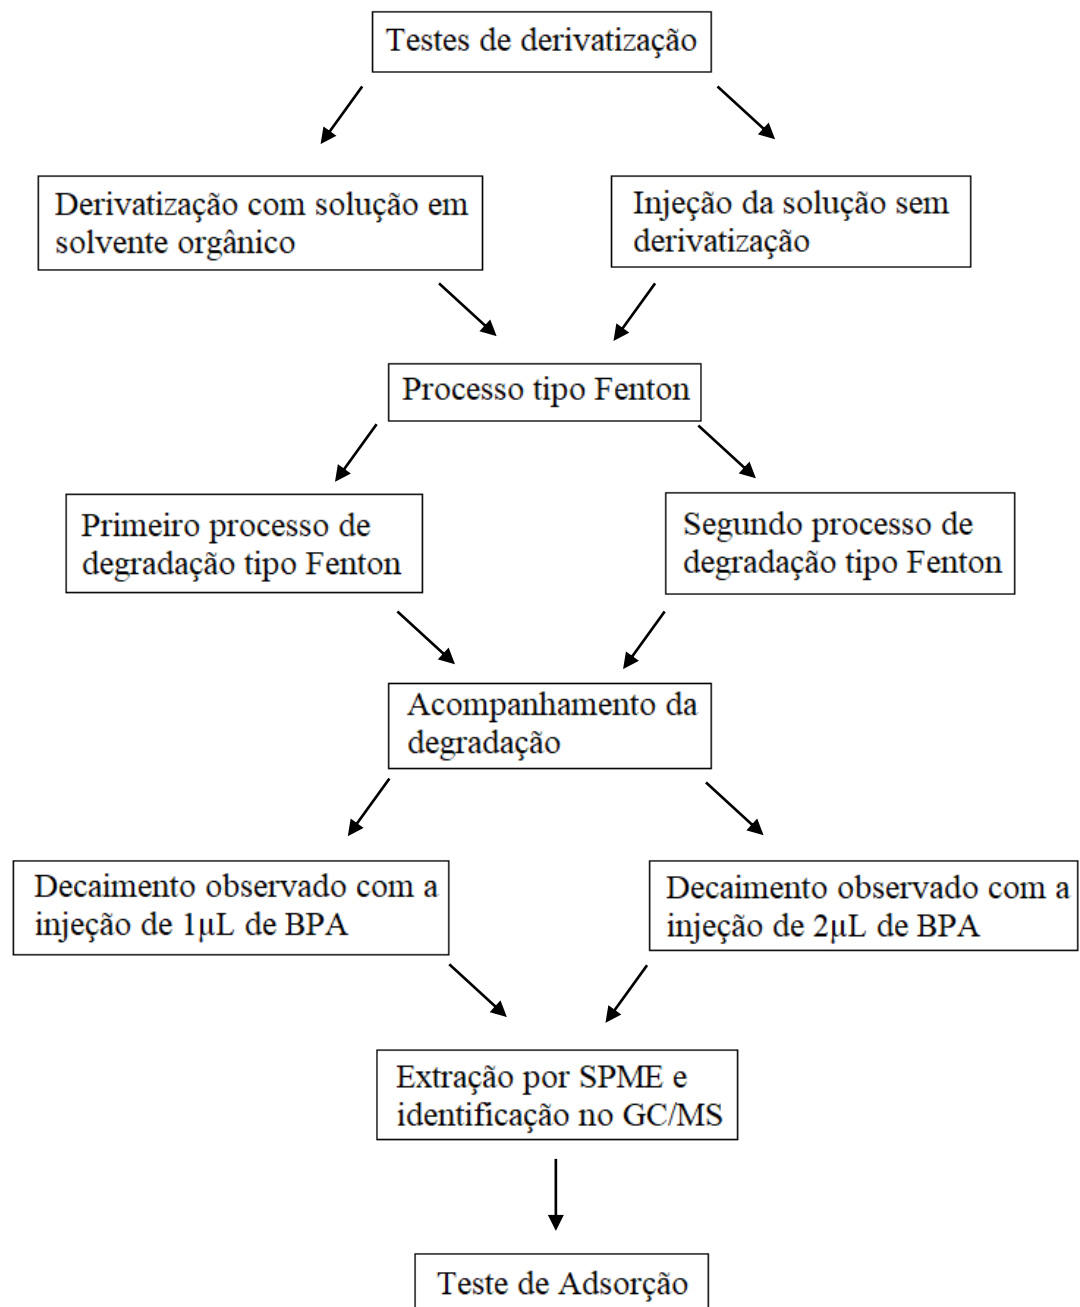 Testes de derivatização
Derivatização com solução em
solvente orgânico
Injeção da solução sem
derivatização
Processo tipo Fenton
Primeiro processo de
degradação tipo Fenton
Segundo processo de
degradação tipo Fenton
Acompanhamento da
degradação
Decaimento observado com a
injeção de 1µL de BPA
Decaimento observado com a
injeção de 2µL de BPA
Extração por SPME e
identificação no GC/MS
Teste de Adsorção